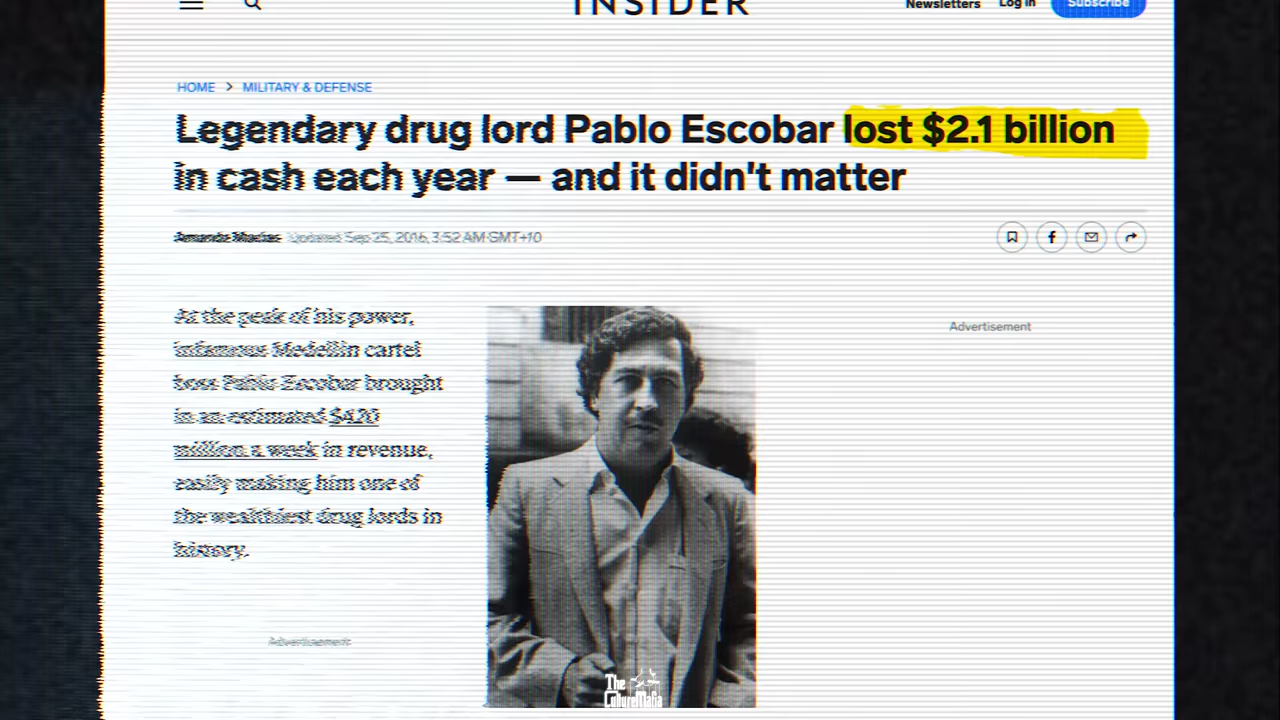 INSIDER
Newsletters Log in Subscribe
HOME > MILITARY & DEFENSE
Legendary drug lord Pablo Escobar lost $2.1 billion
in cash each year — and it didn't matter
Amanda Macias Updated Sep 25, 2016, 3:52 AM GMT+10
At the peak of his power,
infamous Medellín cartel
boss Pablo Escobar brought
in an estimated $420
million a week in revenue,
easily making him one of
the wealthiest drug lords in
history.
Advertisement
Advertisement
The
CultureMafia